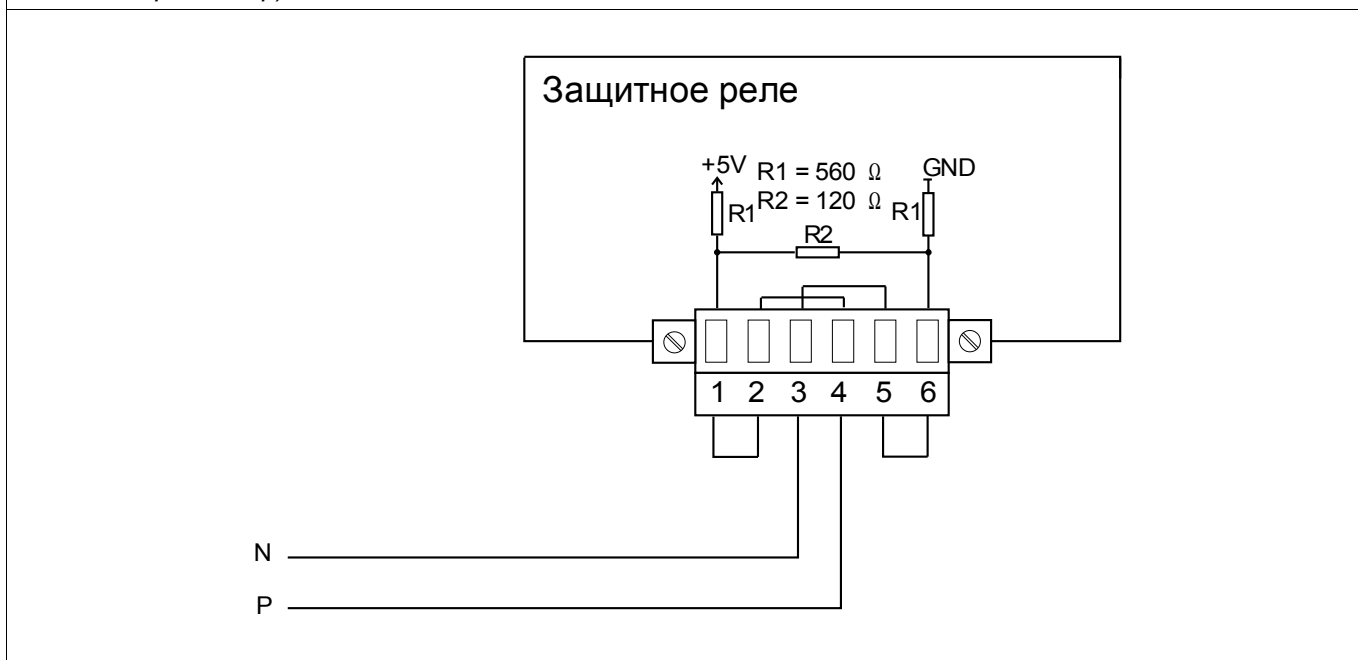 Защитное реле
+5V R1 = 560 Ω GND
R1 R2 = 120 Ω R1
R2
1 2 3 4 5 6
N
P